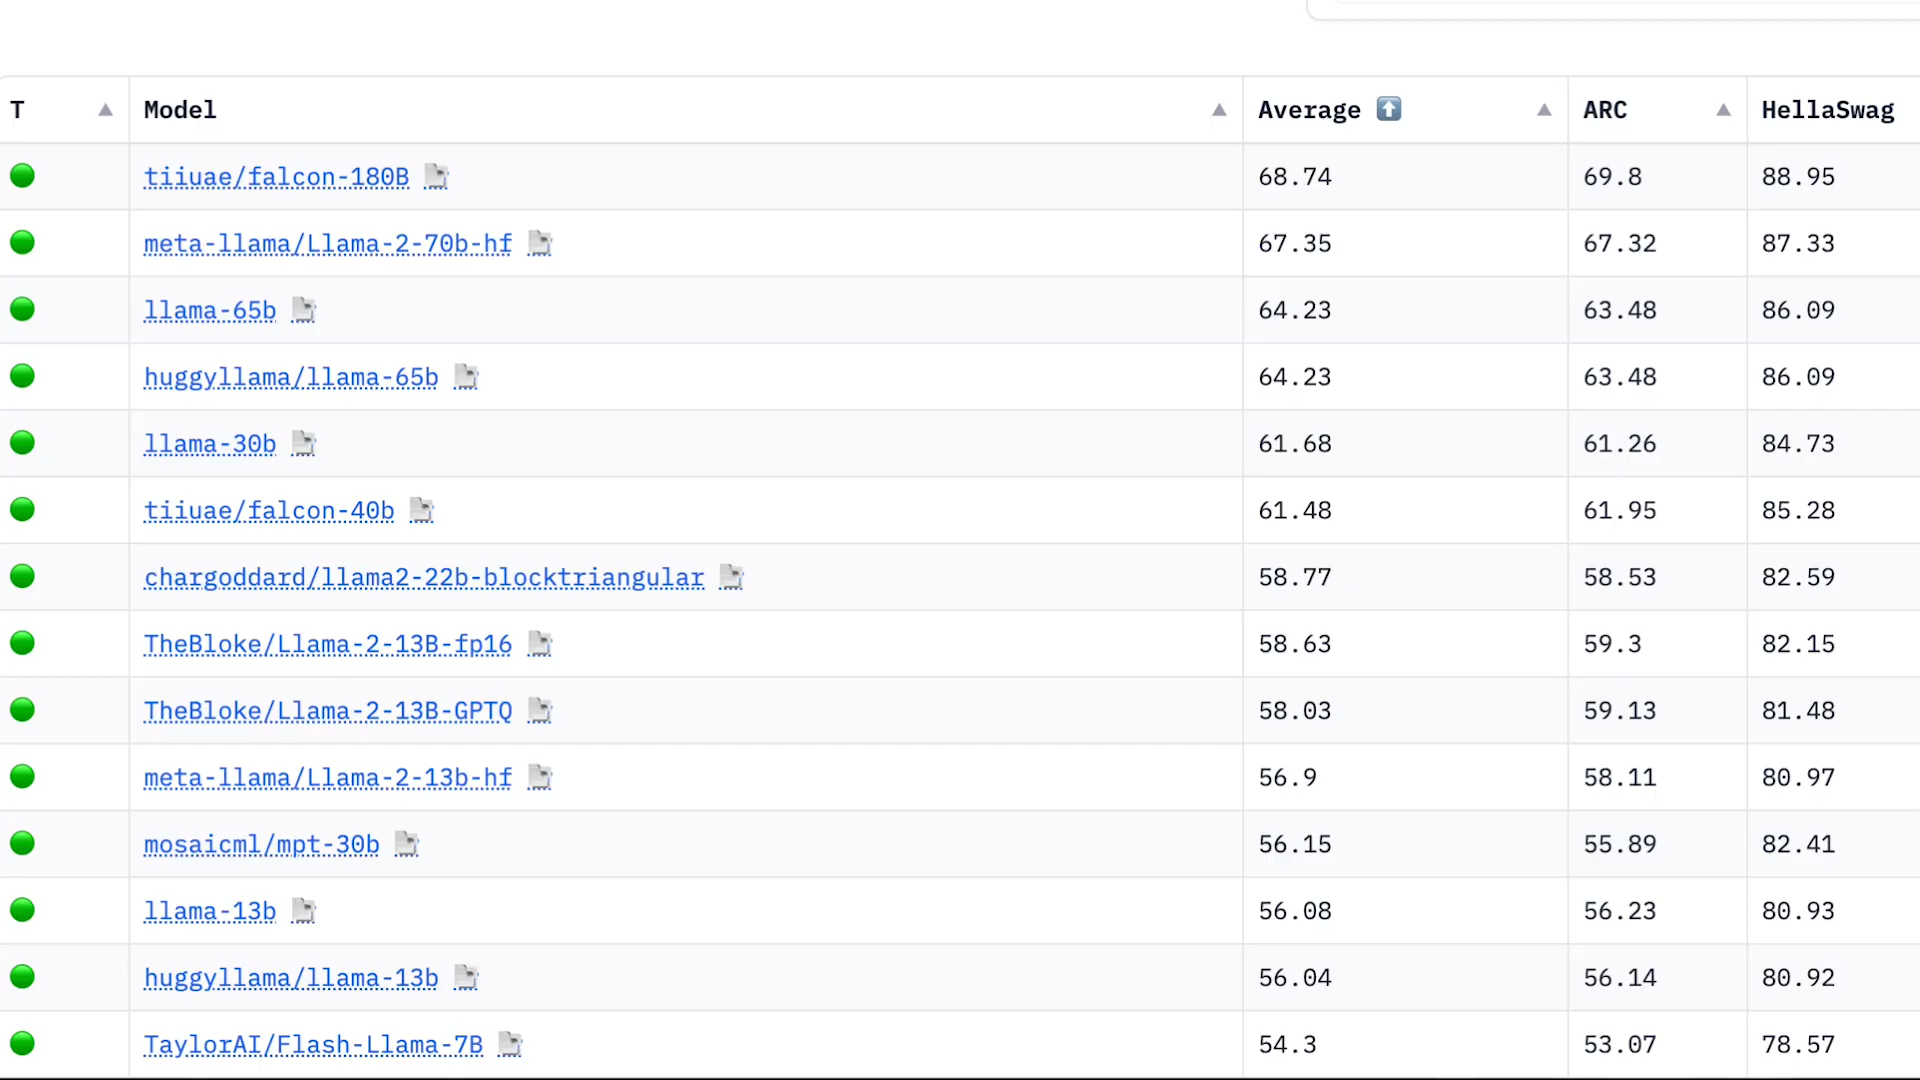 T Model Average ARC HellaSwag
tiiuae/falcon-180B 68.74 69.8 88.95
meta-llama/Llama-2-70b-hf 67.35 67.32 87.33
llama-65b 64.23 63.48 86.09
huggyllama/llama-65b 64.23 63.48 86.09
llama-30b 61.68 61.26 84.73
tiiuae/falcon-40b 61.48 61.95 85.28
chargoddard/llama2-22b-blocktriangular 58.77 58.53 82.59
TheBloke/Llama-2-13B-fp16 58.63 59.3 82.15
TheBloke/Llama-2-13B-GPTQ 58.03 59.13 81.48
meta-llama/Llama-2-13b-hf 56.9 58.11 80.97
mosaicml/mpt-30b 56.15 55.89 82.41
llama-13b 56.08 56.23 80.93
huggyllama/llama-13b 56.04 56.14 80.92
TaylorAI/Flash-Llama-7B 54.3 53.07 78.57